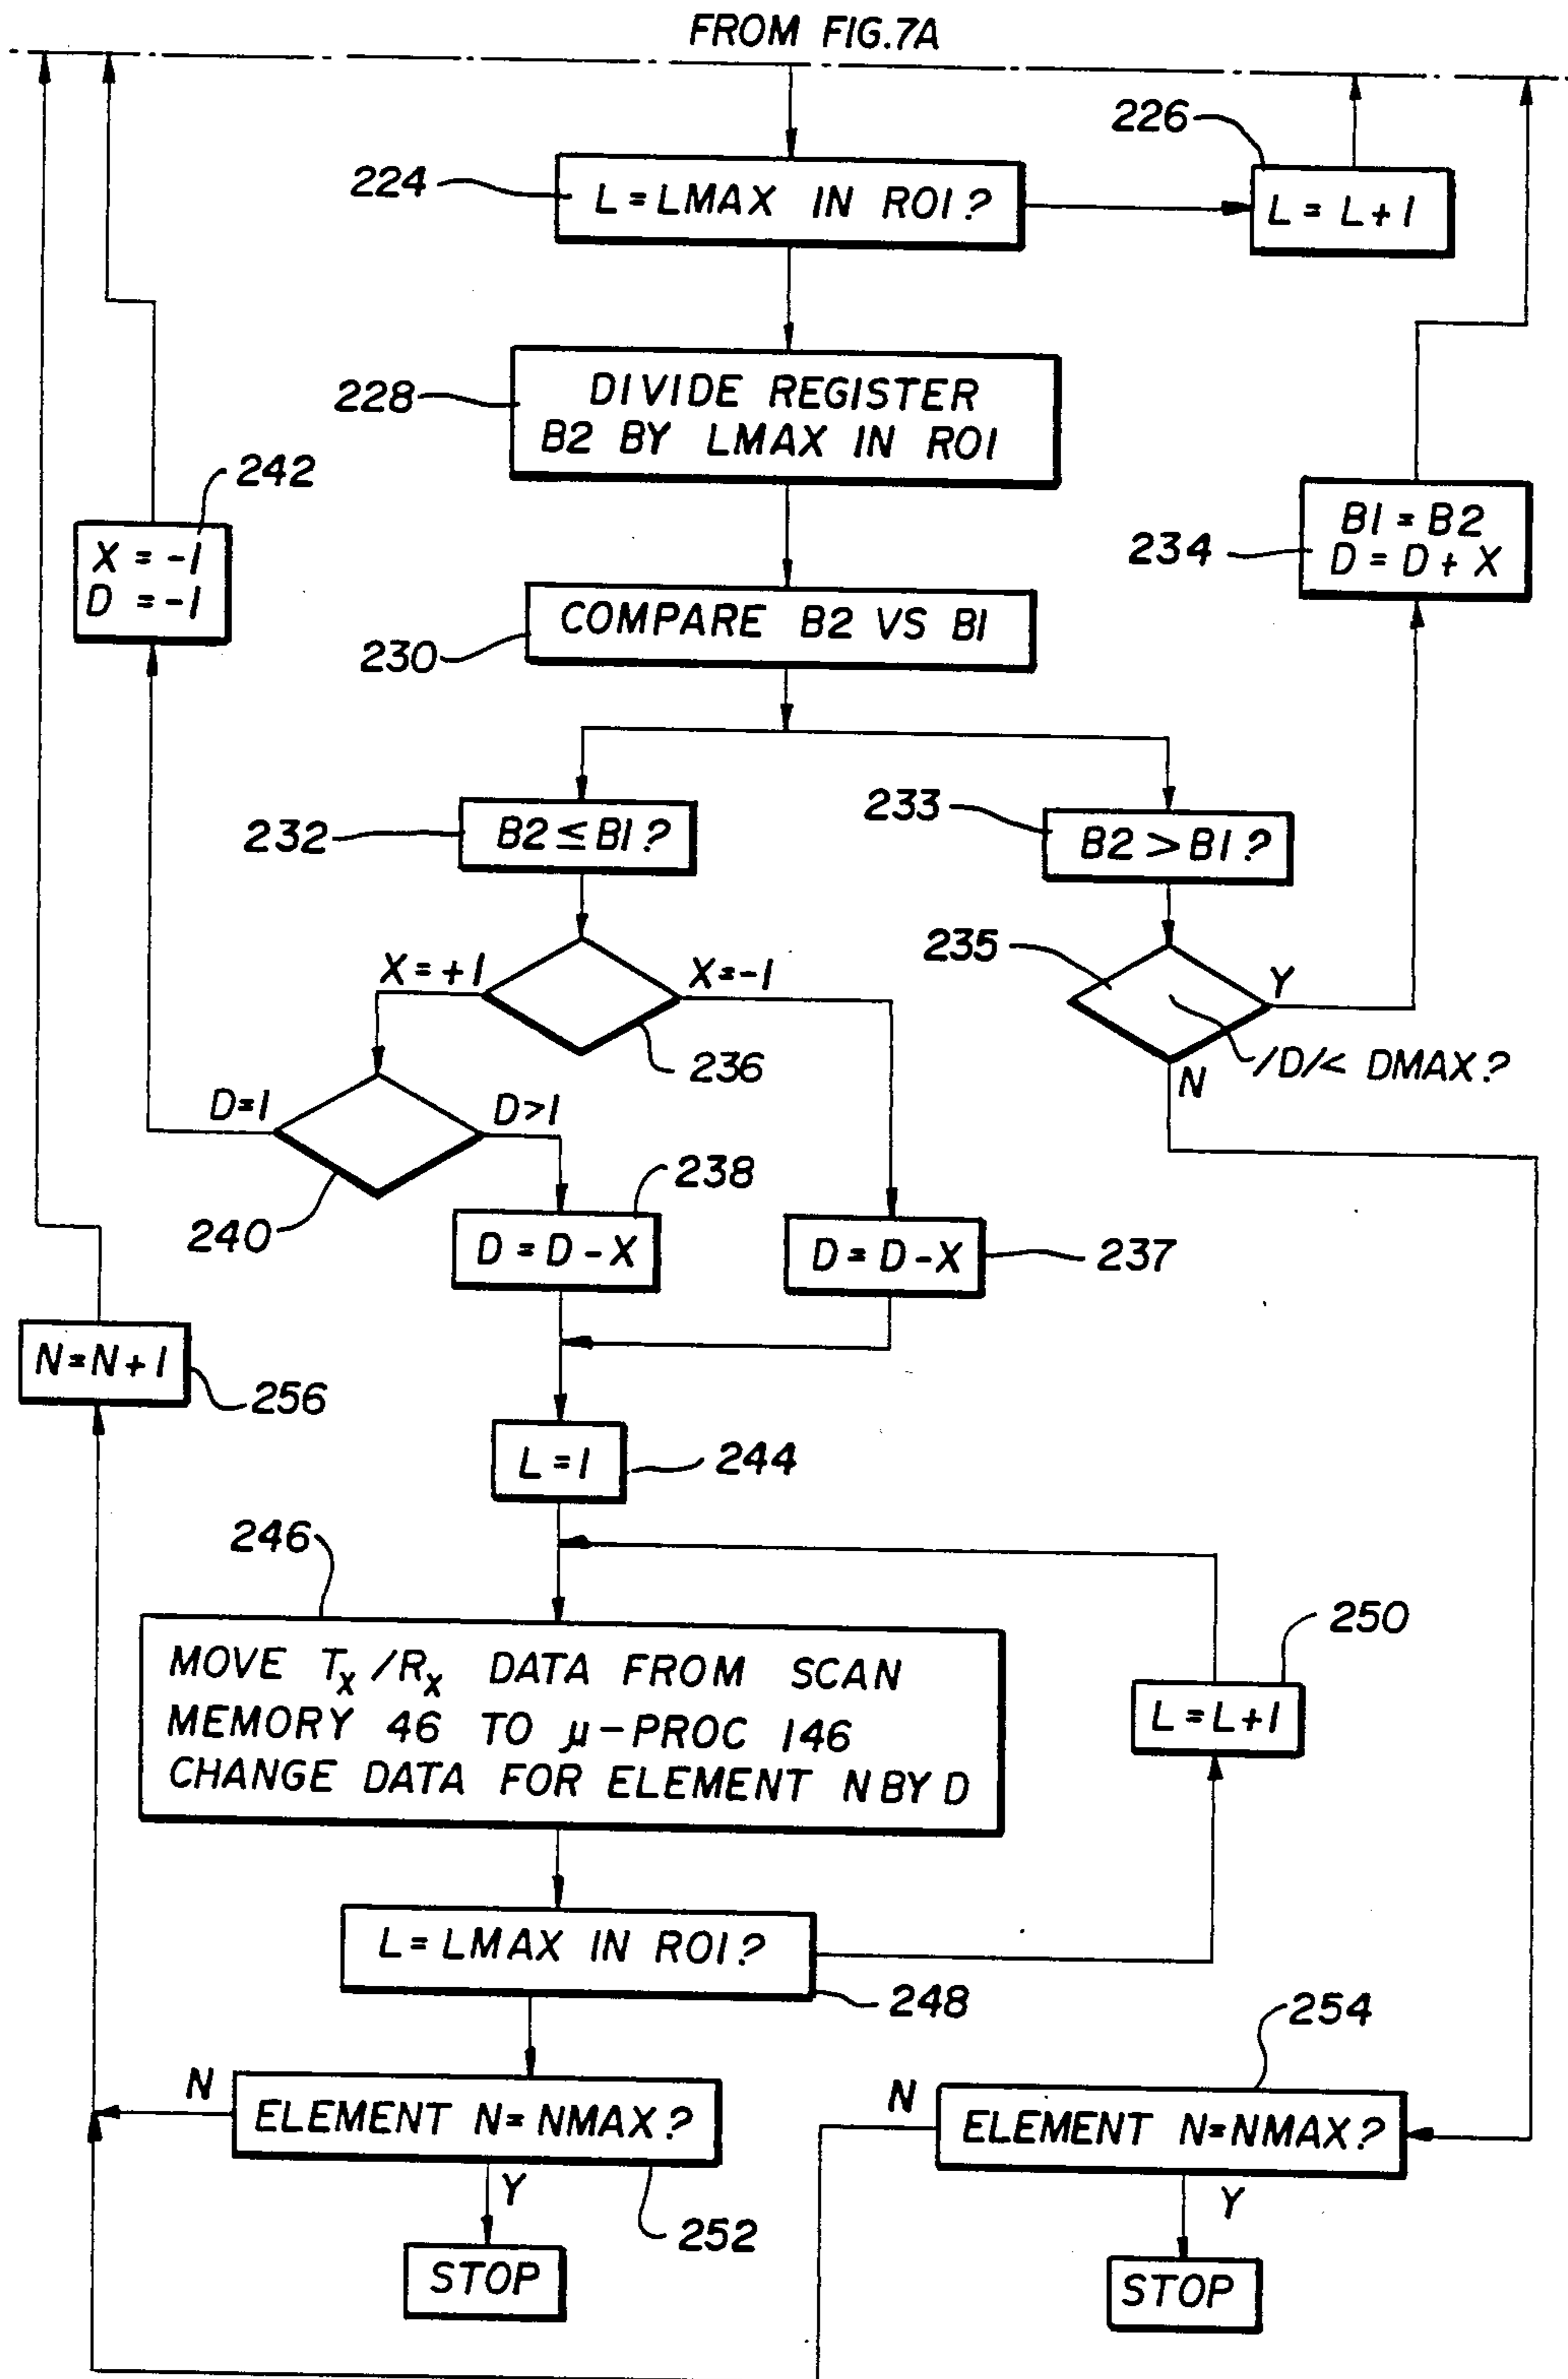 FROM FIG.7A
226
224
L=LMAX IN ROI?
L=L+1
228
DIVIDE REGISTER
B2 BY LMAX IN ROI
242
X=-1
D=-1
234
B1=B2
D=D+X
230
COMPARE B2 VS B1
232
B2≤B1?
233
B2>B1?
235
X=+1
X=-1
Y
236
/D/< DMAX?
N
D=1
D>1
240
238
D=D-X
D=D-X
237
N=N+1
256
L=1
244
246
250
MOVE Tx/Rx DATA FROM SCAN
MEMORY 46 TO μ-PROC 146
CHANGE DATA FOR ELEMENT N BY D
L=L+1
L=LMAX IN ROI?
248
254
N
ELEMENT N=NMAX?
N
ELEMENT N=NMAX?
Y
252
Y
STOP
STOP